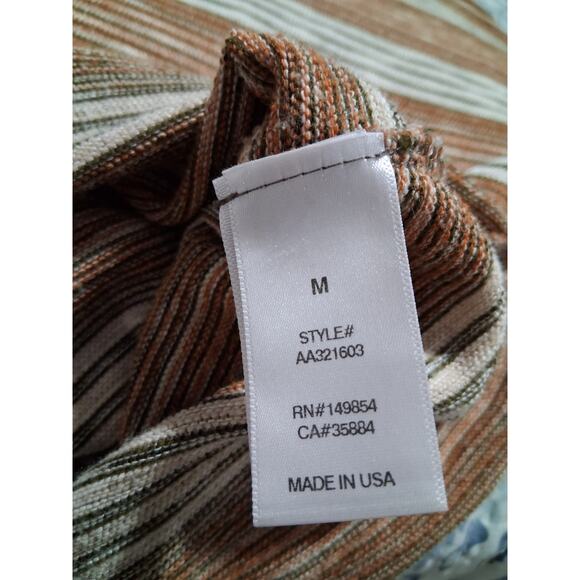 M
STYLE#
AA321603
RN#149854
CA#35884
MADE IN USA